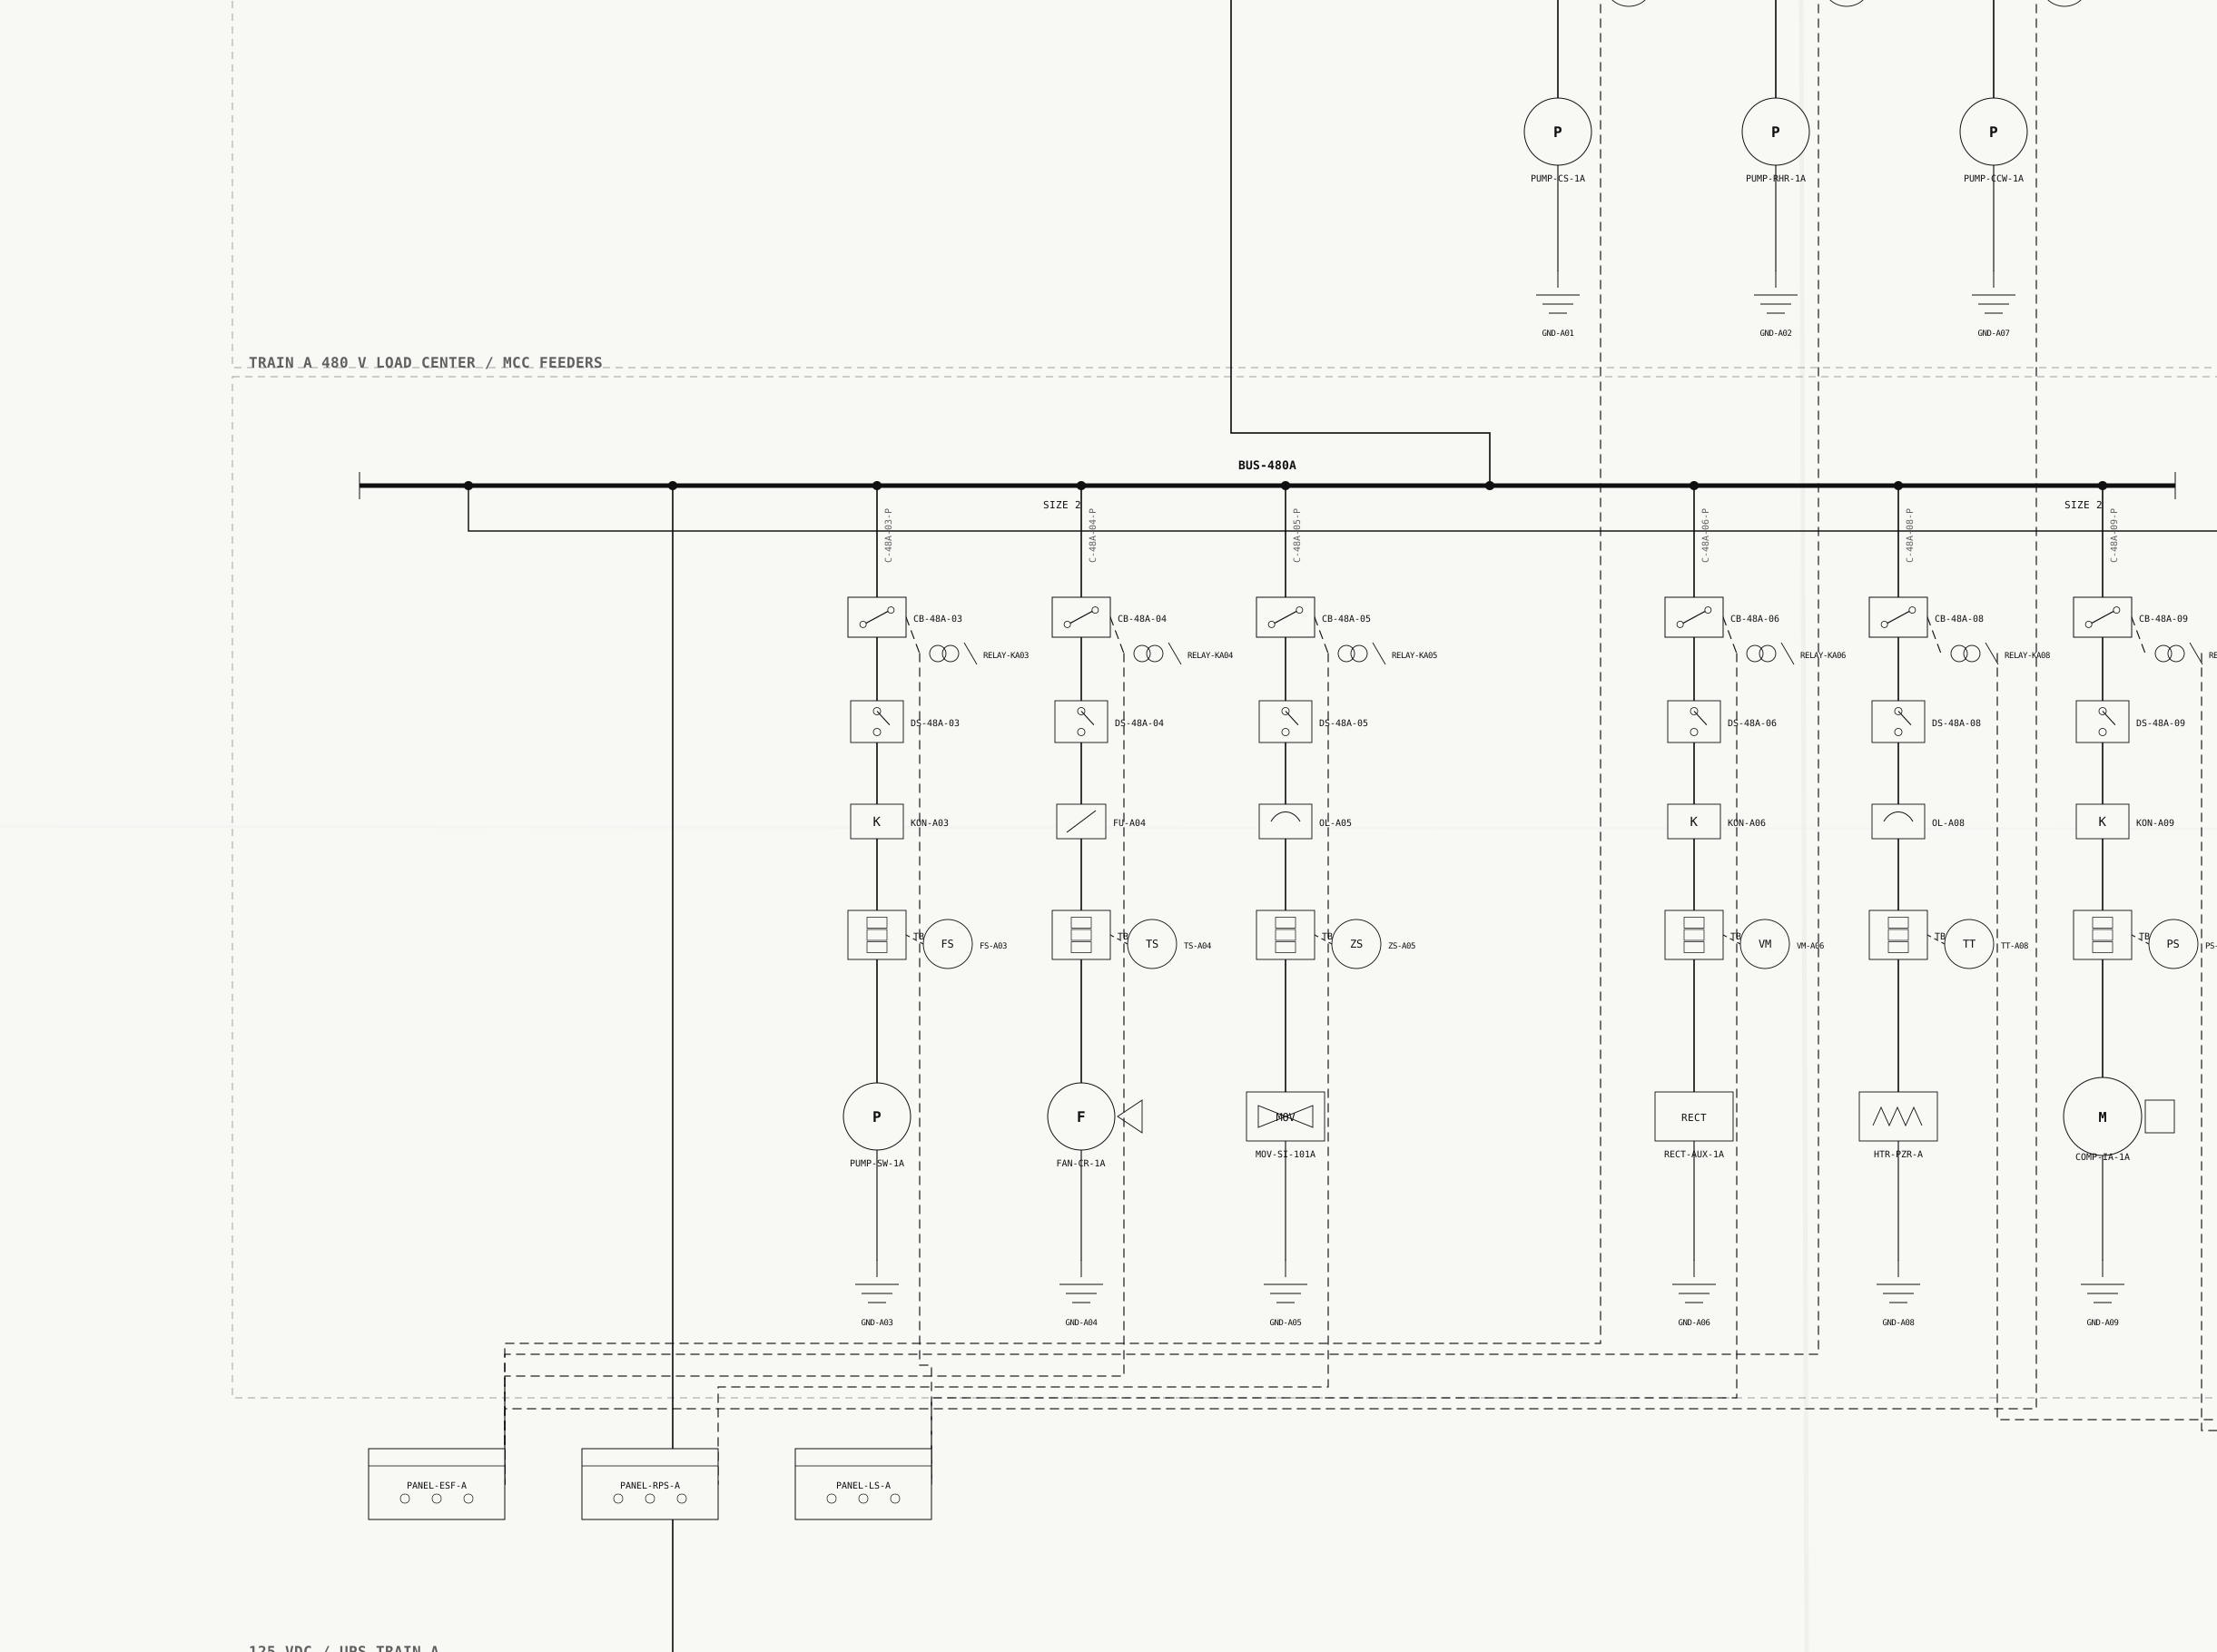 P P P
PUMP-CS-1A PUMP-RHR-1A PUMP-CCW-1A
GND-A01 GND-A02 GND-A07
TRAIN A 480 V LOAD CENTER / MCC FEEDERS
BUS-480A
SIZE 2 SIZE 2
C-48A-03-P C-48A-04-P C-48A-05-P C-48A-06-P C-48A-08-P C-48A-09-P
CB-48A-03 CB-48A-04 CB-48A-05 CB-48A-06 CB-48A-08 CB-48A-09
RELAY-KA03 RELAY-KA04 RELAY-KA05 RELAY-KA06 RELAY-KA08 RE
DS-48A-03 DS-48A-04 DS-48A-05 DS-48A-06 DS-48A-08 DS-48A-09
K KON-A03 FU-A04 OL-A05 K KON-A06 OL-A08 K KON-A09
TB FS FS-A03 TB TS TS-A04 TB ZS ZS-A05 TB VM VM-A06 TB TT TT-A08 TB PS PS-
P F MOV RECT M
PUMP-SW-1A FAN-CR-1A MOV-SI-101A RECT-AUX-1A HTR-PZR-A COMP-IA-1A
GND-A03 GND-A04 GND-A05 GND-A06 GND-A08 GND-A09
PANEL-ESF-A PANEL-RPS-A PANEL-LS-A
125 VDC / UPS TRAIN A